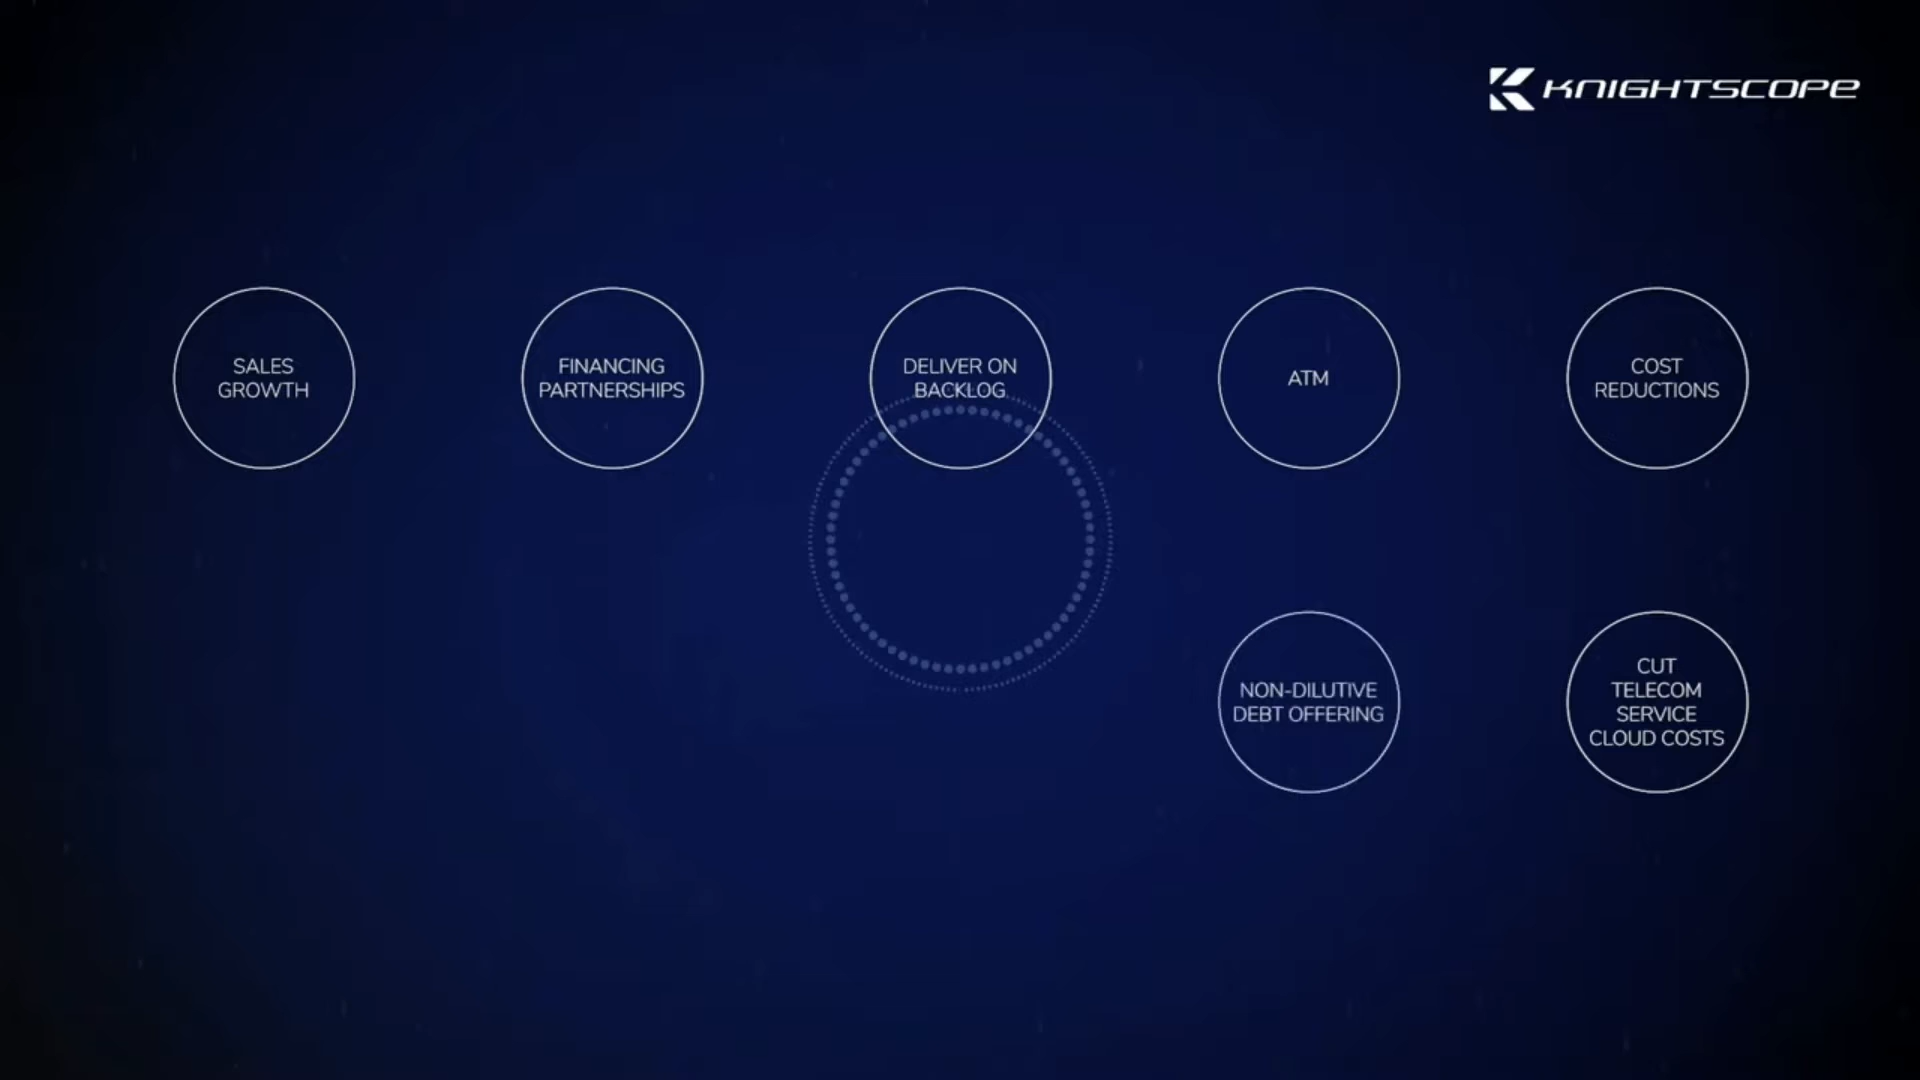 KNIGHTSCOPE
SALES
GROWTH
FINANCING
PARTNERSHIPS
DELIVER ON
BACKLOG
ATM
COST
REDUCTIONS
NON-DILUTIVE
DEBT OFFERING
CUT
TELECOM
SERVICE
CLOUD COSTS